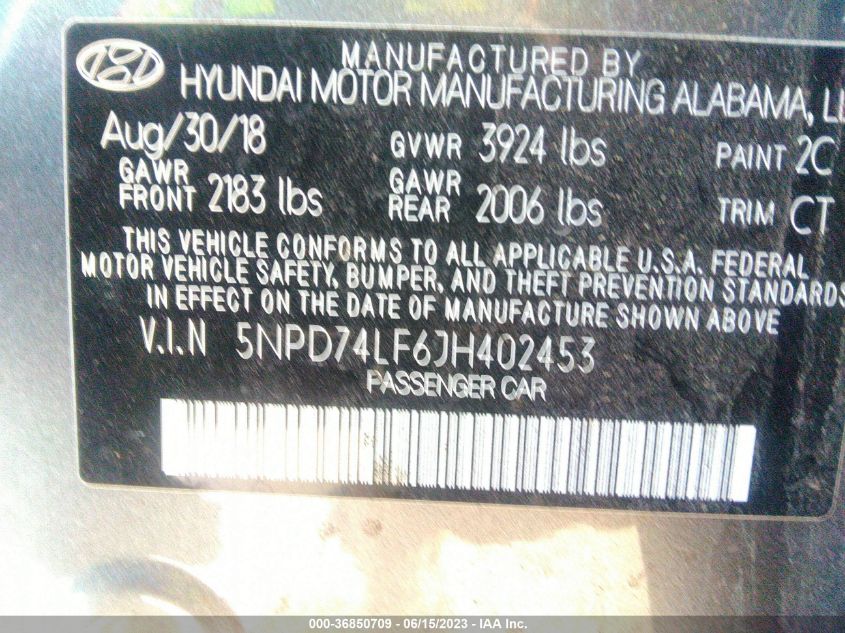 MANUFACTURED BY
HYUNDAI MOTOR MANUFACTURING ALABAMA,
Aug/30/18 GVWR 3924 lbs PAINT 2C
GAWR FRONT 2183 lbs GAWR REAR 2006 lbs TRIM CT
THIS VEHICLE CONFORMS TO ALL APPLICABLE U.S.A. FEDERAL
MOTOR VEHICLE SAFETY, BUMPER, AND THEFT PREVENTION STANDARDS
IN EFFECT ON THE DATE OF MANUFACTURE SHOWN ABOVE
V.I.N 5NPD74LF6JH402453
PASSENGER CAR
000-36850709 - 06/15/2023 - IAA Inc.